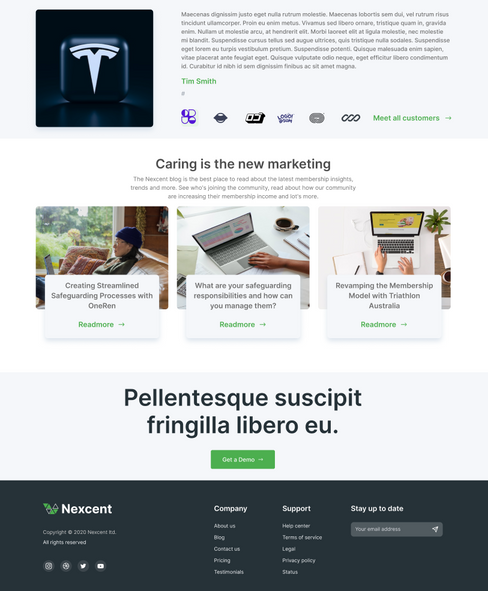 Maecenas dignissim justo eget nulla rutrum molestie. Maecenas lobortis sem dui, vel rutrum risus
tincidunt ullamcorper. Proin eu enim metus. Vivamus sed libero ornare, tristique quam in, gravida
enim. Nullam ut molestie arcu, at hendrerit elit. Morbi laoreet elit at ligula molestie, nec molestie
mi blandit. Suspendisse cursus tellus sed augue ultrices, quis tristique nulla sodales. Suspendisse
eget lorem eu turpis vestibulum pretium. Suspendisse potenti. Quisque malesuada enim sapien,
vitae placerat ante feugiat eget. Quisque vulputate odio neque, eget efficitur libero condimentum
id. Curabitur id nibh id sem dignissim finibus ac sit amet magna.
Tim Smith
#
Meet all customers →
Caring is the new marketing
The Nexcent blog is the best place to read about the latest membership insights,
trends and more. See who's joining the community, read about how our community
are increasing their membership income and lot's more.
Creating Streamlined
Safeguarding Processes with
OneRen
Readmore →
What are your safeguarding
responsibilities and how can
you manage them?
Readmore →
Revamping the Membership
Model with Triathlon
Australia
Readmore →
Pellentesque suscipit
fringilla libero eu.
Get a Demo →
Nexcent
Copyright © 2020 Nexcent ltd.
All rights reserved
Company
About us
Blog
Contact us
Pricing
Testimonials
Support
Help center
Terms of service
Legal
Privacy policy
Status
Stay up to date
Your email address